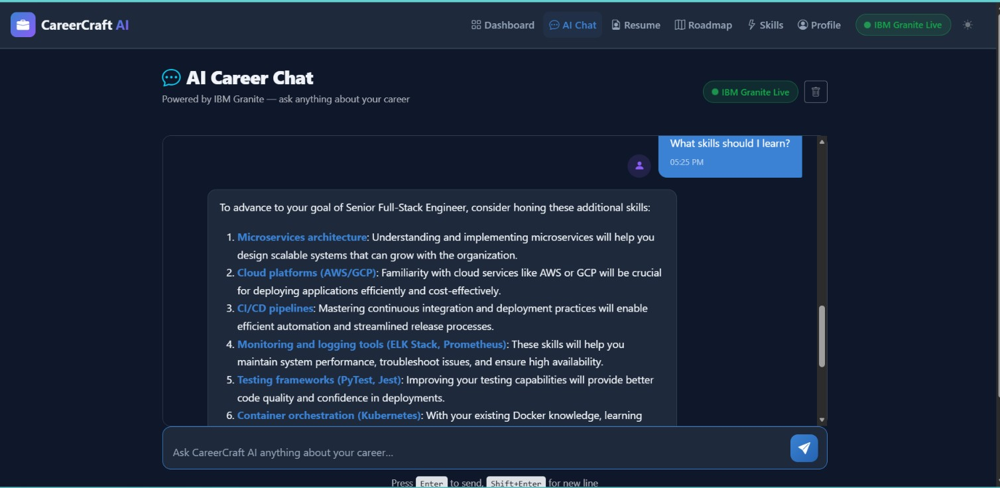 CareerCraft AI
Dashboard
AI Chat
Resume
Roadmap
Skills
Profile
IBM Granite Live
AI Career Chat
Powered by IBM Granite — ask anything about your career
IBM Granite Live
What skills should I learn?
05:25 PM
To advance to your goal of Senior Full-Stack Engineer, consider honing these additional skills:
1. Microservices architecture: Understanding and implementing microservices will help you
design scalable systems that can grow with the organization.
2. Cloud platforms (AWS/GCP): Familiarity with cloud services like AWS or GCP will be crucial
for deploying applications efficiently and cost-effectively.
3. CI/CD pipelines: Mastering continuous integration and deployment practices will enable
efficient automation and streamlined release processes.
4. Monitoring and logging tools (ELK Stack, Prometheus): These skills will help you
maintain system performance, troubleshoot issues, and ensure high availability.
5. Testing frameworks (PyTest, Jest): Improving your testing capabilities will provide better
code quality and confidence in deployments.
6. Container orchestration (Kubernetes): With your existing Docker knowledge, learning
Ask CareerCraft AI anything about your career...
Press Enter to send, Shift+Enter for new line